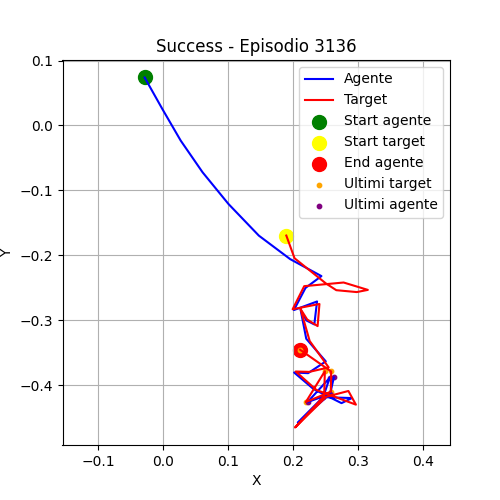 Success - Episodio 3136
Agente
Target
Start agente
Start target
End agente
Ultimi target
Ultimi agente
0.1
0.0
−0.1
−0.2
−0.3
−0.4
Y
−0.1
0.0
0.1
0.2
0.3
0.4
X